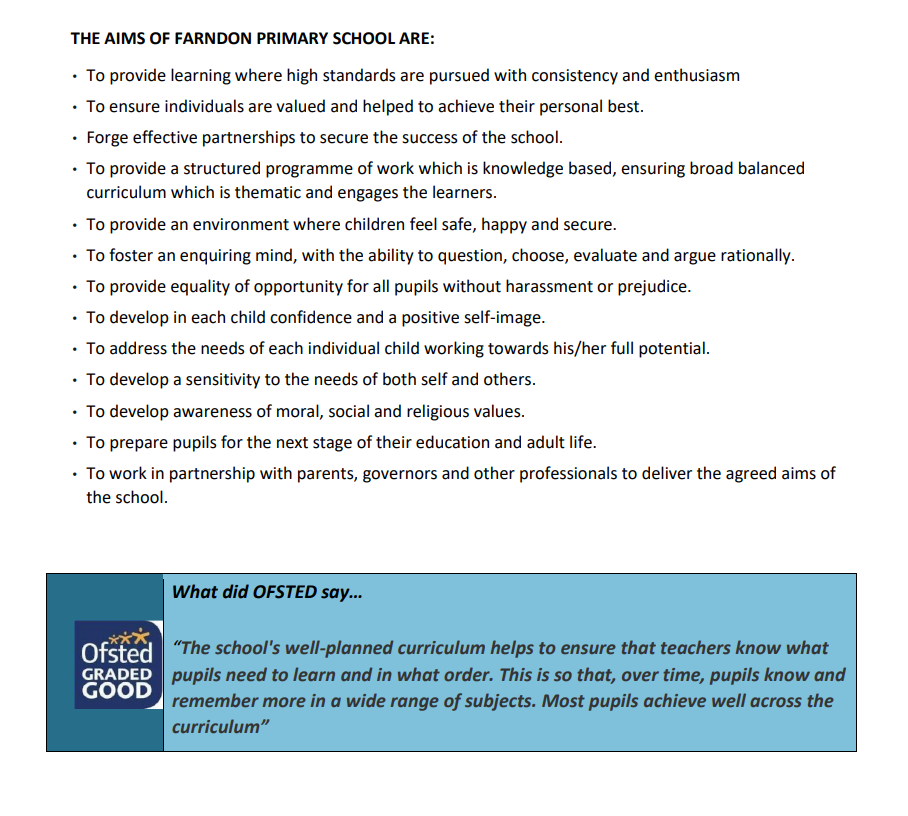 THE AIMS OF FARNDON PRIMARY SCHOOL ARE:
• To provide learning where high standards are pursued with consistency and enthusiasm
• To ensure individuals are valued and helped to achieve their personal best.
• Forge effective partnerships to secure the success of the school.
• To provide a structured programme of work which is knowledge based, ensuring broad balanced
curriculum which is thematic and engages the learners.
• To provide an environment where children feel safe, happy and secure.
• To foster an enquiring mind, with the ability to question, choose, evaluate and argue rationally.
• To provide equality of opportunity for all pupils without harassment or prejudice.
• To develop in each child confidence and a positive self-image.
• To address the needs of each individual child working towards his/her full potential.
• To develop a sensitivity to the needs of both self and others.
• To develop awareness of moral, social and religious values.
• To prepare pupils for the next stage of their education and adult life.
• To work in partnership with parents, governors and other professionals to deliver the agreed aims of
the school.
Ofsted
GRADED
GOOD
What did OFSTED say…
“The school's well-planned curriculum helps to ensure that teachers know what
pupils need to learn and in what order. This is so that, over time, pupils know and
remember more in a wide range of subjects. Most pupils achieve well across the
curriculum”